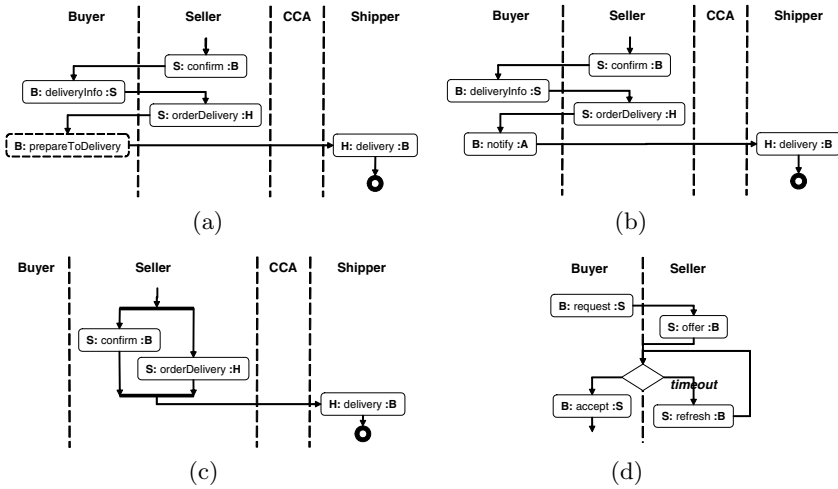 Buyer Seller CCA Shipper
S: confirm :B
B: deliveryInfo :S
S: orderDelivery :H
B: prepareToDelivery
H: delivery :B
(a)
Buyer Seller CCA Shipper
S: confirm :B
B: deliveryInfo :S
S: orderDelivery :H
B: notify :A
H: delivery :B
(b)
Buyer Seller CCA Shipper
S: confirm :B
S: orderDelivery :H
H: delivery :B
(c)
Buyer Seller
B: request :S
S: offer :B
timeout
B: accept :S
S: refresh :B
(d)